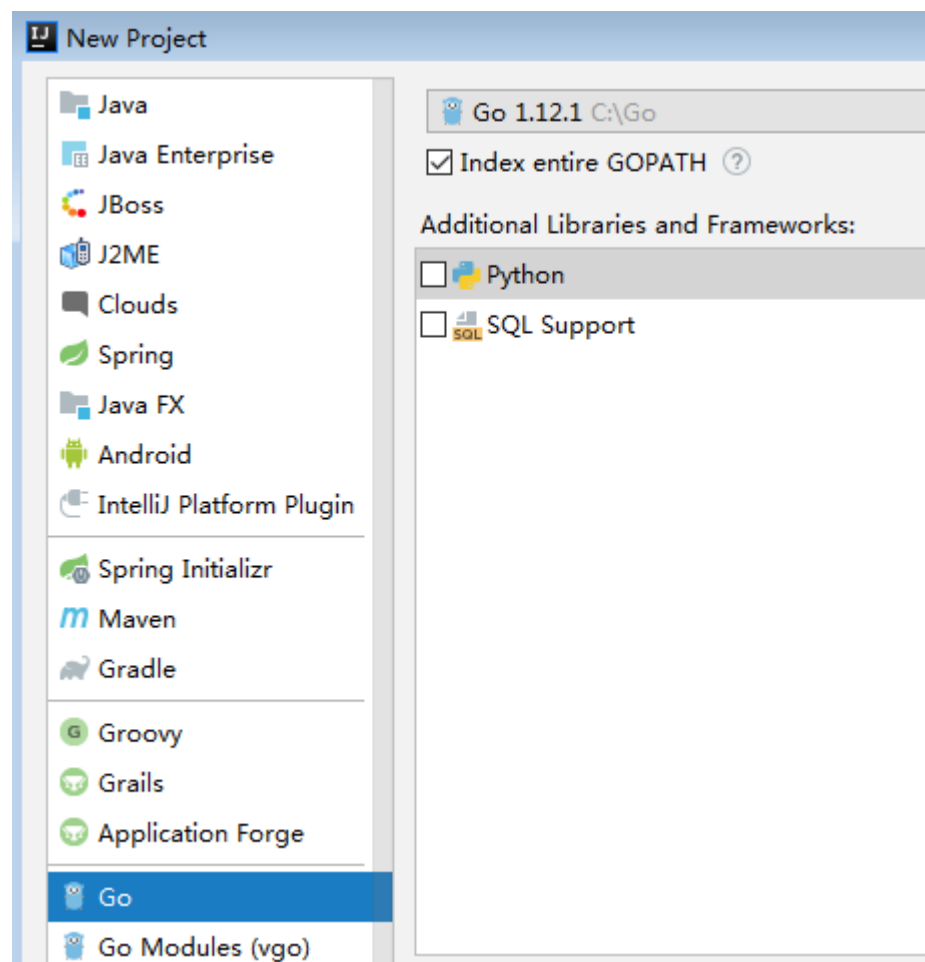 New Project
Java
Java Enterprise
JBoss
J2ME
Clouds
Spring
Java FX
Android
IntelliJ Platform Plugin
Spring Initializr
Maven
Gradle
Groovy
Grails
Application Forge
Go
Go Modules (vgo)
Go 1.12.1 C:\Go
Index entire GOPATH ?
Additional Libraries and Frameworks:
Python
SQL Support